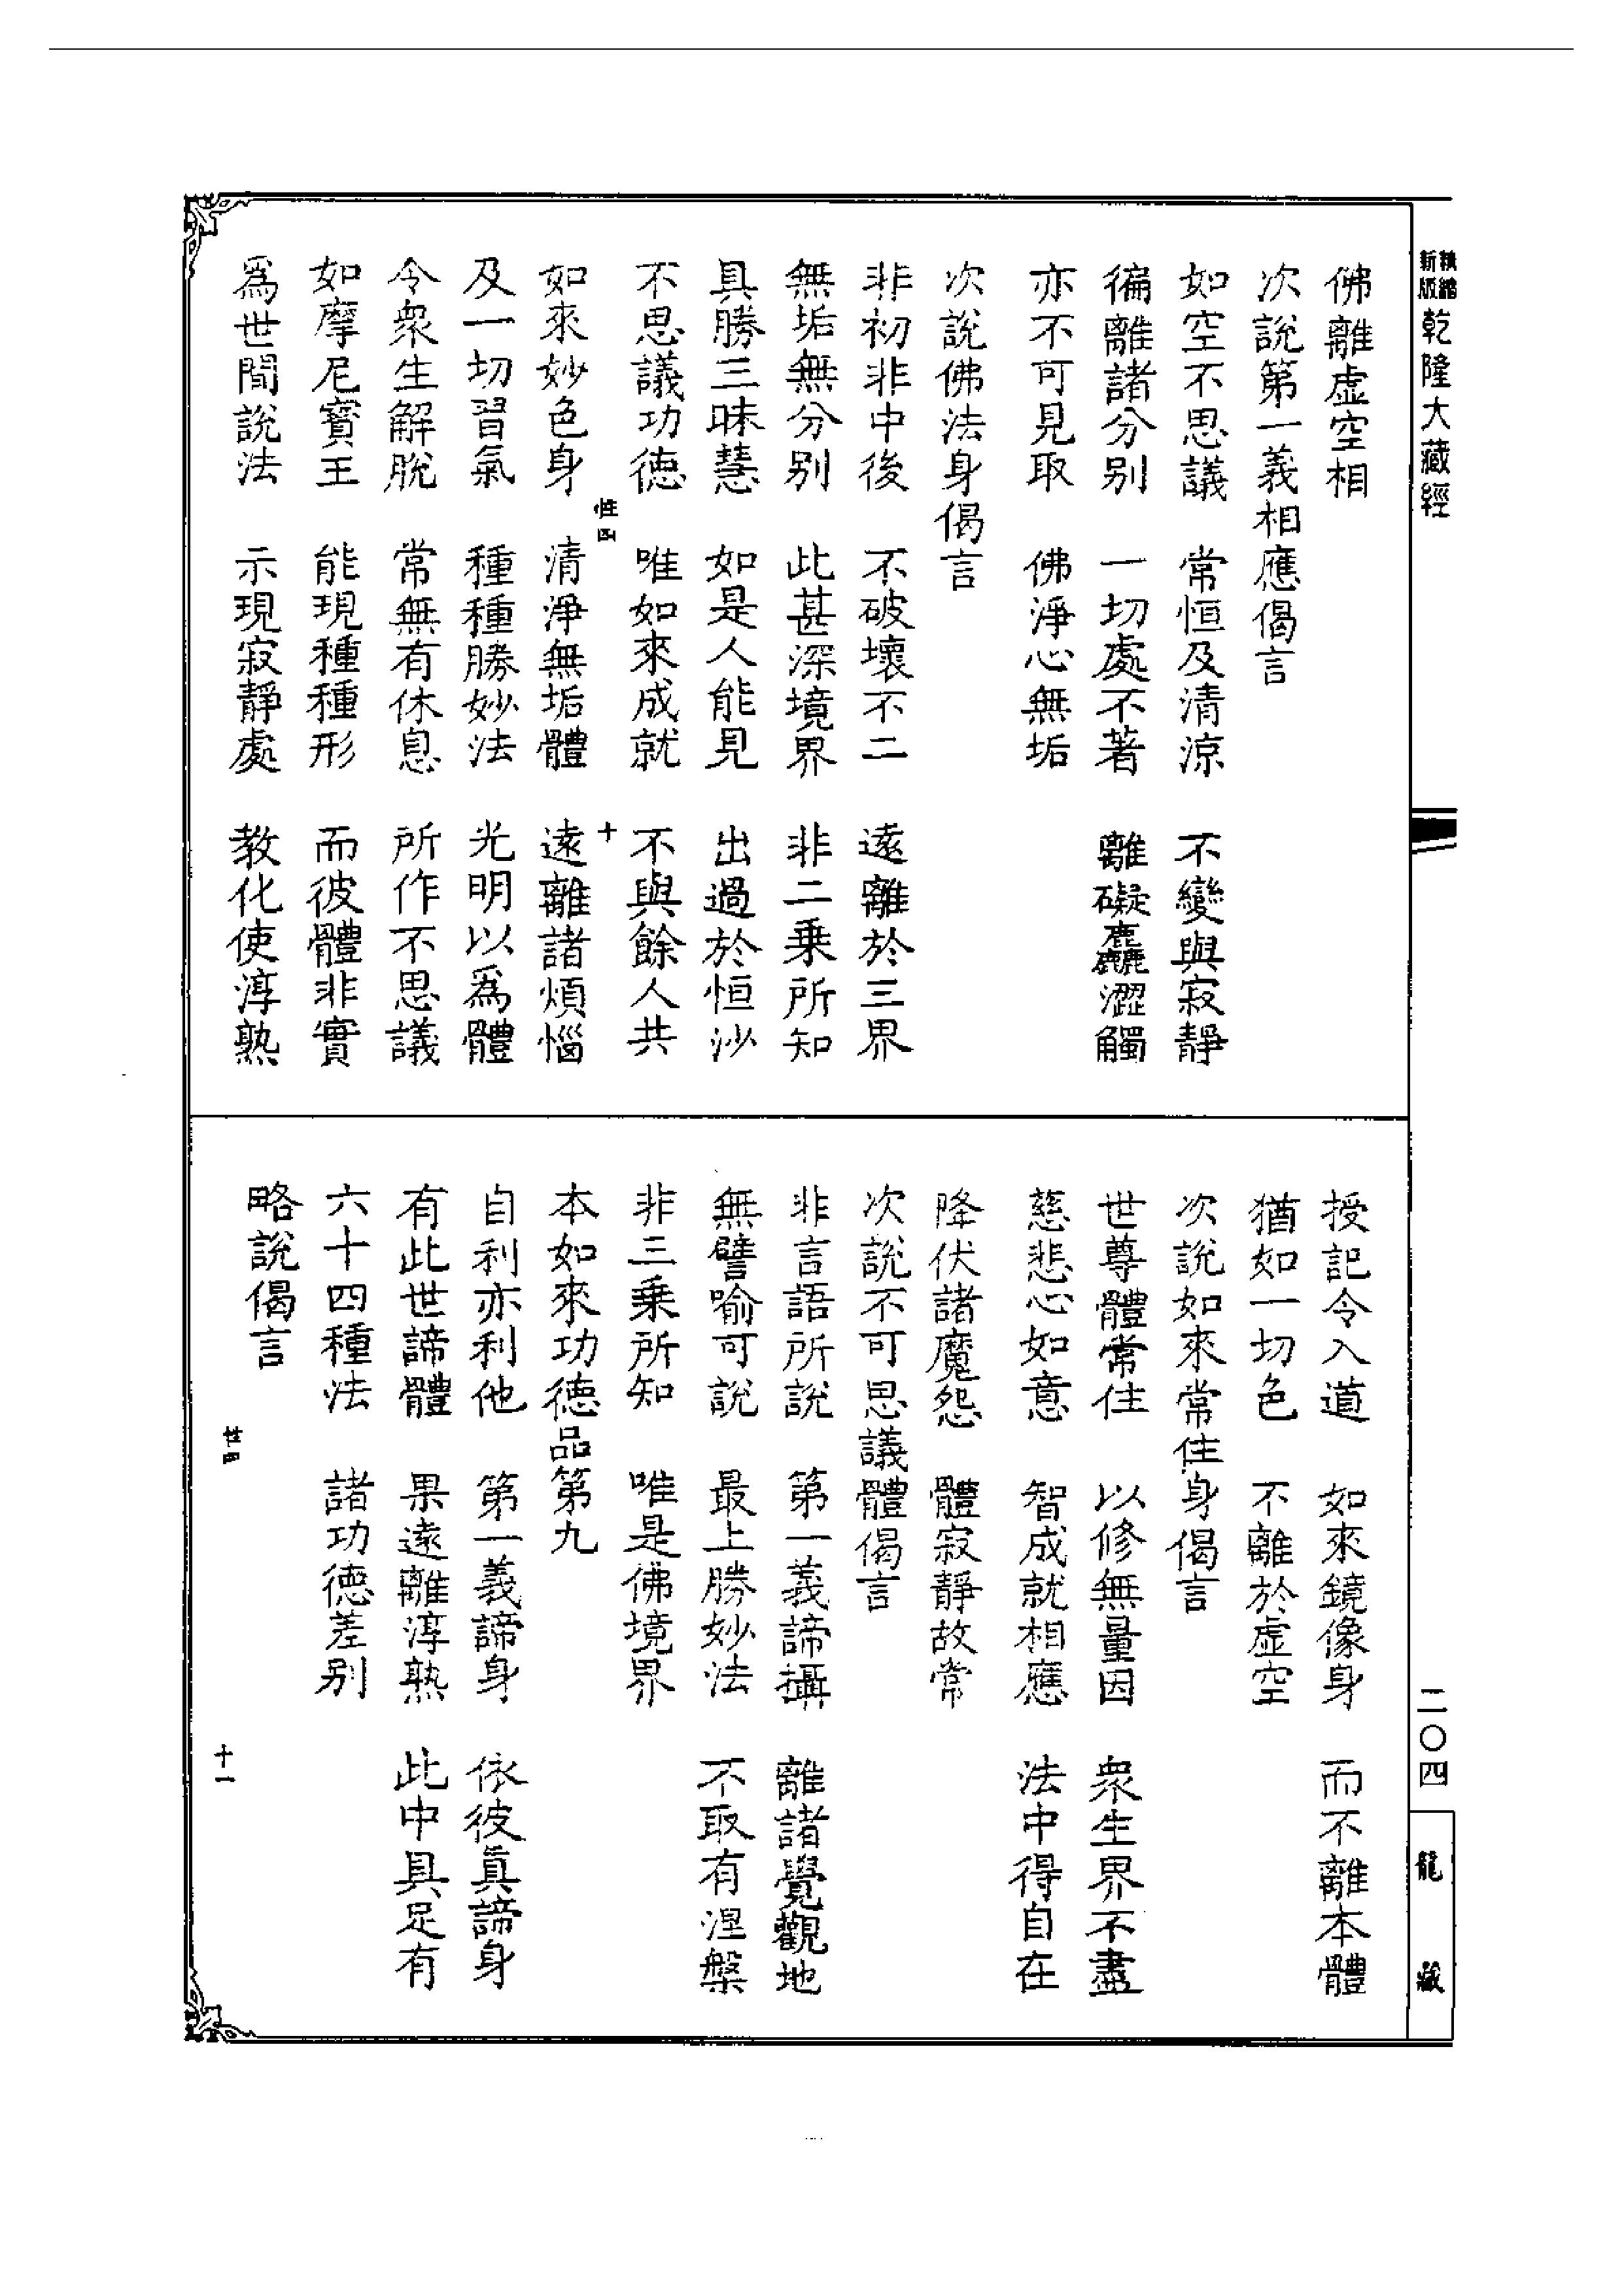 新版
乾隆大藏經
佛離虛空相
次說第一義相應偈言
如空不思議　常恒及清涼　不變與寂靜
徧離諸分別　一切處不著　離礙麤澀觸
亦不可見取　佛淨心無垢
次說佛法身偈言
非初非中後　不破壞不二　遠離於三界
無垢無分別　此甚深境界　非二乗所知
具勝三昧慧　如是人能見　出過於恒沙
不思議功德　唯如來成就　不與餘人共
性四　十
如來妙色身　清淨無垢體　遠離諸煩惱
及一切習氣　種種勝妙法　光明以爲體
令衆生解脫　常無有休息　所作不思議
如摩尼寶王　能現種種形　而彼體非實
爲世間說法　示現寂靜處　教化使淳熟
授記令入道　如來鏡像身　而不離本體
猶如一切色　不離於虛空
次說如來常住身偈言
世尊體常住　以修無量因　衆生界不盡
慈悲心如意　智成就相應　法中得自在
降伏諸魔怨　體寂靜故常
次說不可思議體偈言
非言語所說　第一義諦攝　離諸覺觀地
無譬喻可說　最上勝妙法　不取有涅槃
非三乗所知　唯是佛境界
本如來功德品第九
自利亦利他　第一義諦身　依彼眞諦身
有此世諦體　果遠離淳熟　此中具足有
六十四種法　諸功德差別
略說偈言
性四　十一
二〇四
龍藏